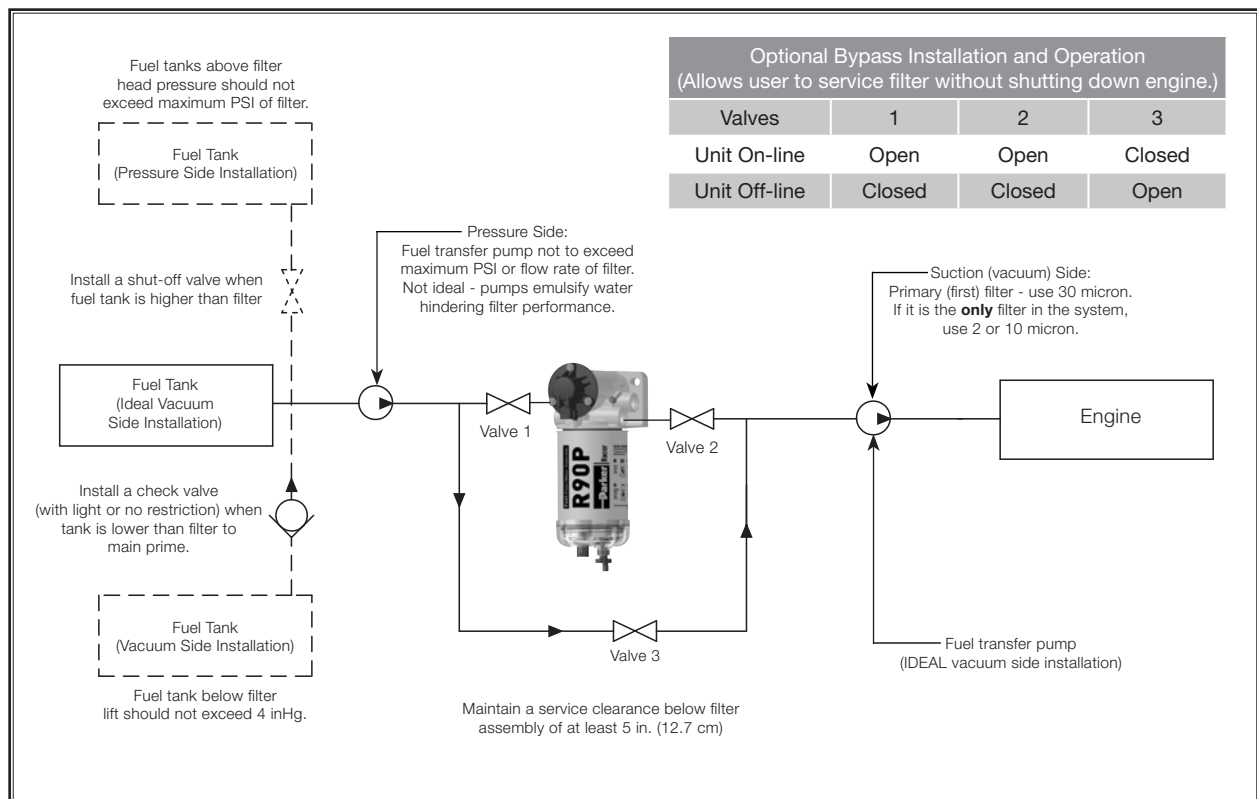 Fuel tanks above filter
head pressure should not
exceed maximum PSI of filter.
Fuel Tank
(Pressure Side Installation)
Install a shut-off valve when
fuel tank is higher than filter
Fuel Tank
(Ideal Vacuum
Side Installation)
Install a check valve
(with light or no restriction) when
tank is lower than filter to
main prime.
Fuel Tank
(Vacuum Side Installation)
Fuel tank below filter
lift should not exceed 4 inHg.
Pressure Side:
Fuel transfer pump not to exceed
maximum PSI or flow rate of filter.
Not ideal - pumps emulsify water
hindering filter performance.
Valve 1
R90P
Parker
Racor
Valve 2
Valve 3
Maintain a service clearance below filter
assembly of at least 5 in. (12.7 cm)
Optional Bypass Installation and Operation
(Allows user to service filter without shutting down engine.)
Valves 1 2 3
Unit On-line Open Open Closed
Unit Off-line Closed Closed Open
Suction (vacuum) Side:
Primary (first) filter - use 30 micron.
If it is the only filter in the system,
use 2 or 10 micron.
Engine
Fuel transfer pump
(IDEAL vacuum side installation)